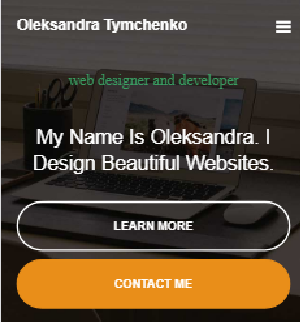 Oleksandra Tymchenko
web designer and developer
My Name Is Oleksandra. I
Design Beautiful Websites.
LEARN MORE
CONTACT ME